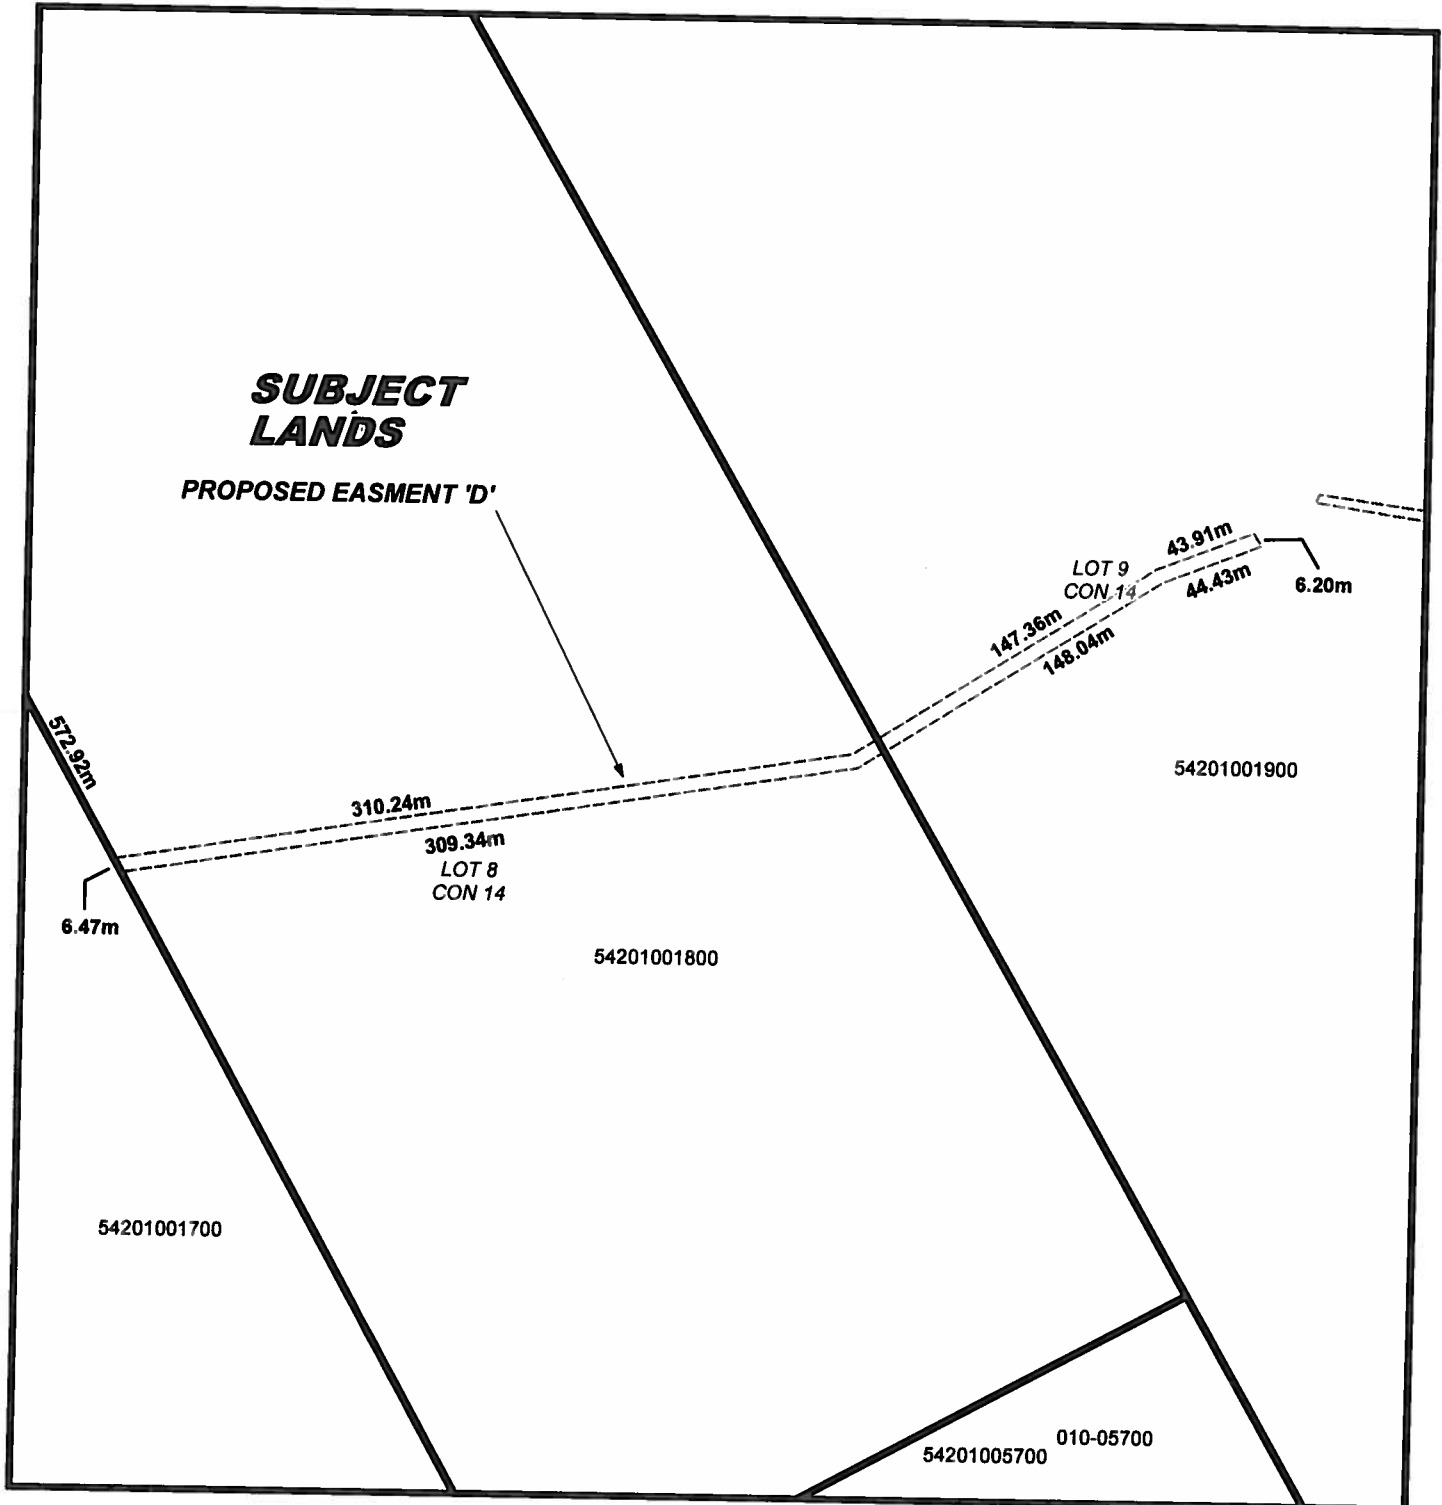 SUBJECT
LANDS
PROPOSED EASMENT 'D'
43.91m
LOT 9
CON 14
44.43m
6.20m
147.36m
148.04m
572.92m
54201001900
310.24m
309.34m
LOT 8
CON 14
6.47m
54201001800
54201001700
010-05700
54201005700